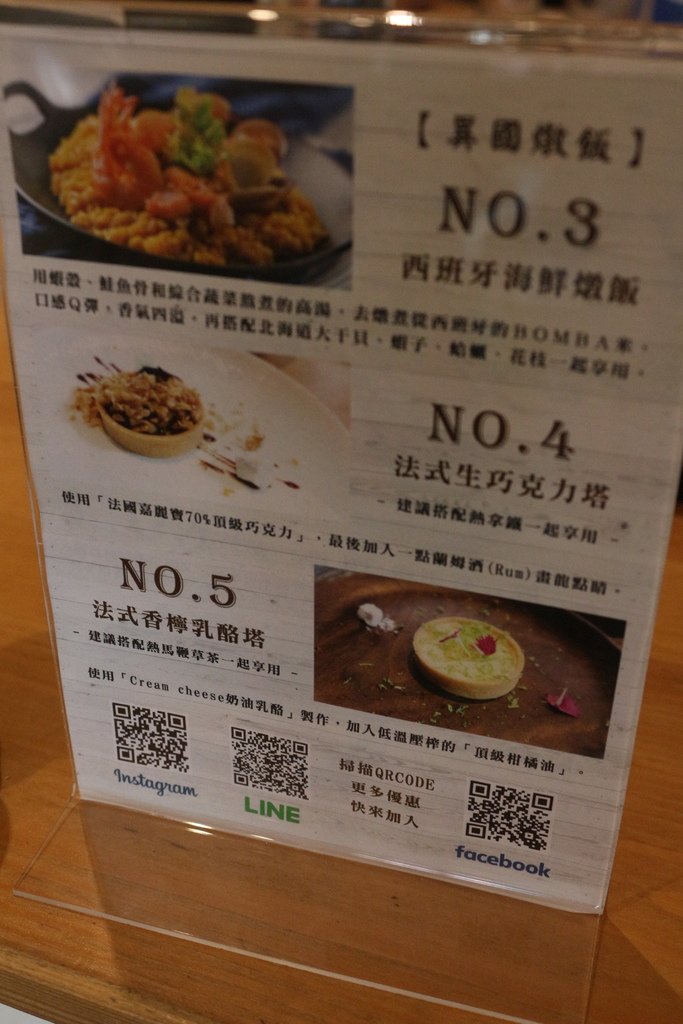 【異國燉飯】
NO.3
西班牙海鮮燉飯
用蝦殼、鮭魚骨和綜合蔬菜熬煮的高湯，去燉煮從西班牙的BOMBA米，
口感Q彈，香氣四溢，再搭配北海道大干貝、蝦子、蛤蠣、花枝一起享用。
NO.4
法式生巧克力塔
- 建議搭配熱拿鐵一起享用 -
使用「法國嘉麗寶70%頂級巧克力」，最後加入一點蘭姆酒(Rum)畫龍點睛。
NO.5
法式香檸乳酪塔
- 建議搭配熱馬鞭草茶一起享用 -
使用「Cream cheese奶油乳酪」製作，加入低溫壓榨的「頂級柑橘油」。
Instagram
LINE
掃描QRCODE
更多優惠
快來加入
facebook